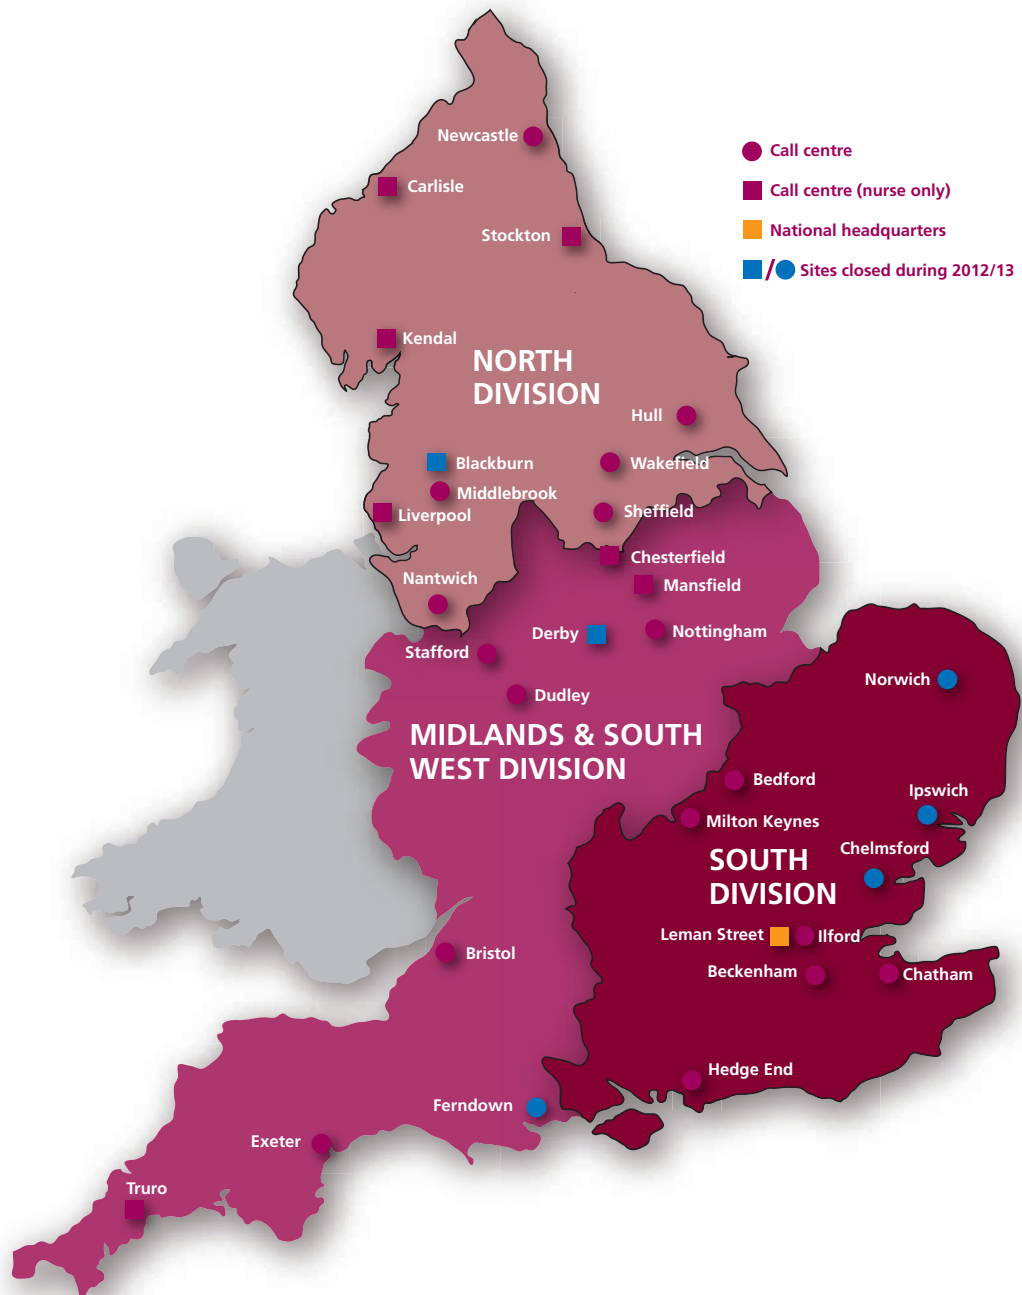 Newcastle
Call centre
Carlisle
Call centre (nurse only)
Stockton
National headquarters
/ Sites closed during 2012/13
Kendal
NORTH
DIVISION
Hull
Blackburn
Wakefield
Middlebrook
Liverpool
Sheffield
Chesterfield
Nantwich
Mansfield
Derby
Nottingham
Stafford
Norwich
Dudley
MIDLANDS & SOUTH
WEST DIVISION
Bedford
Ipswich
Milton Keynes
Chelmsford
SOUTH
DIVISION
Leman Street
Ilford
Bristol
Beckenham
Chatham
Hedge End
Ferndown
Exeter
Truro